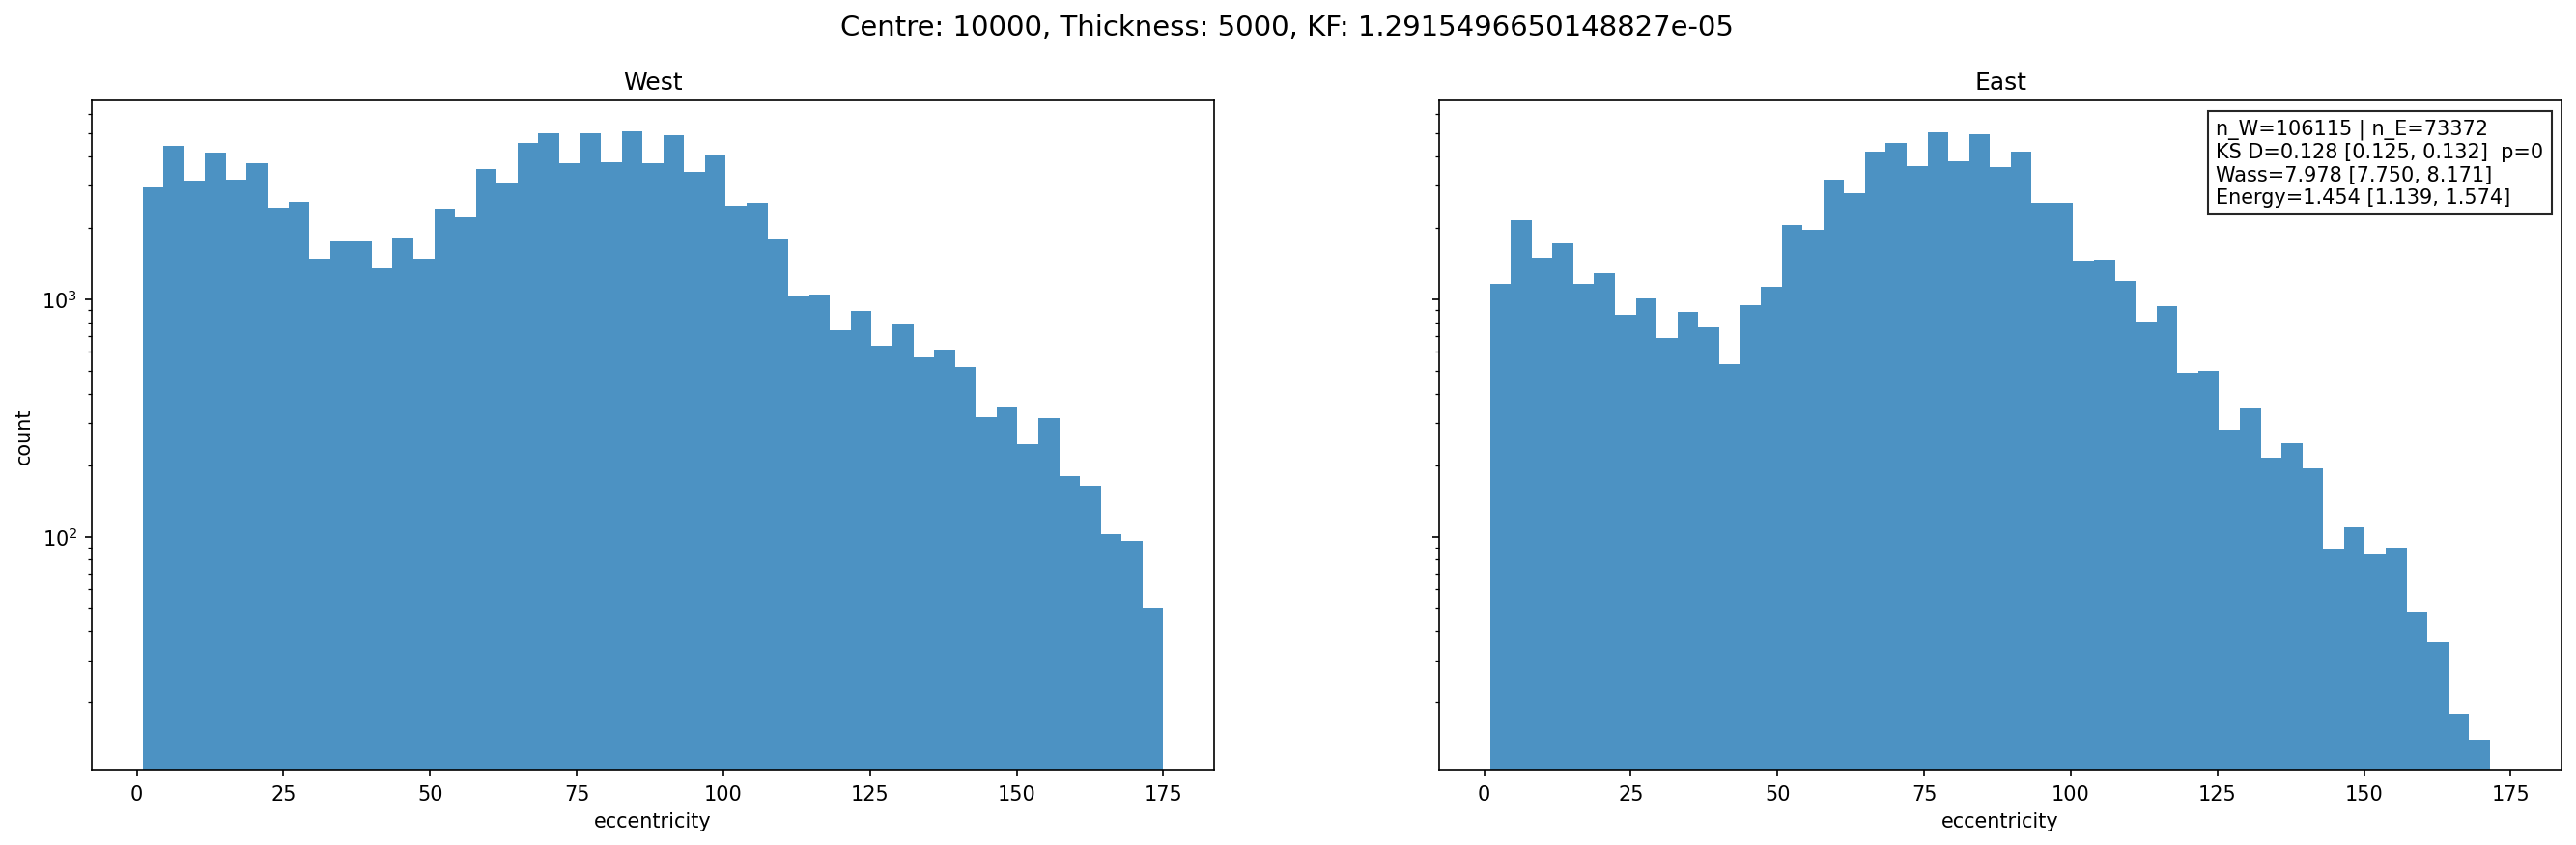 Centre: 10000, Thickness: 5000, KF: 1.2915496650148827e-05
West
count
10³
10²
0 25 50 75 100 125 150 175
eccentricity
East
n_W=106115 | n_E=73372
KS D=0.128 [0.125, 0.132]  p=0
Wass=7.978 [7.750, 8.171]
Energy=1.454 [1.139, 1.574]
0 25 50 75 100 125 150 175
eccentricity